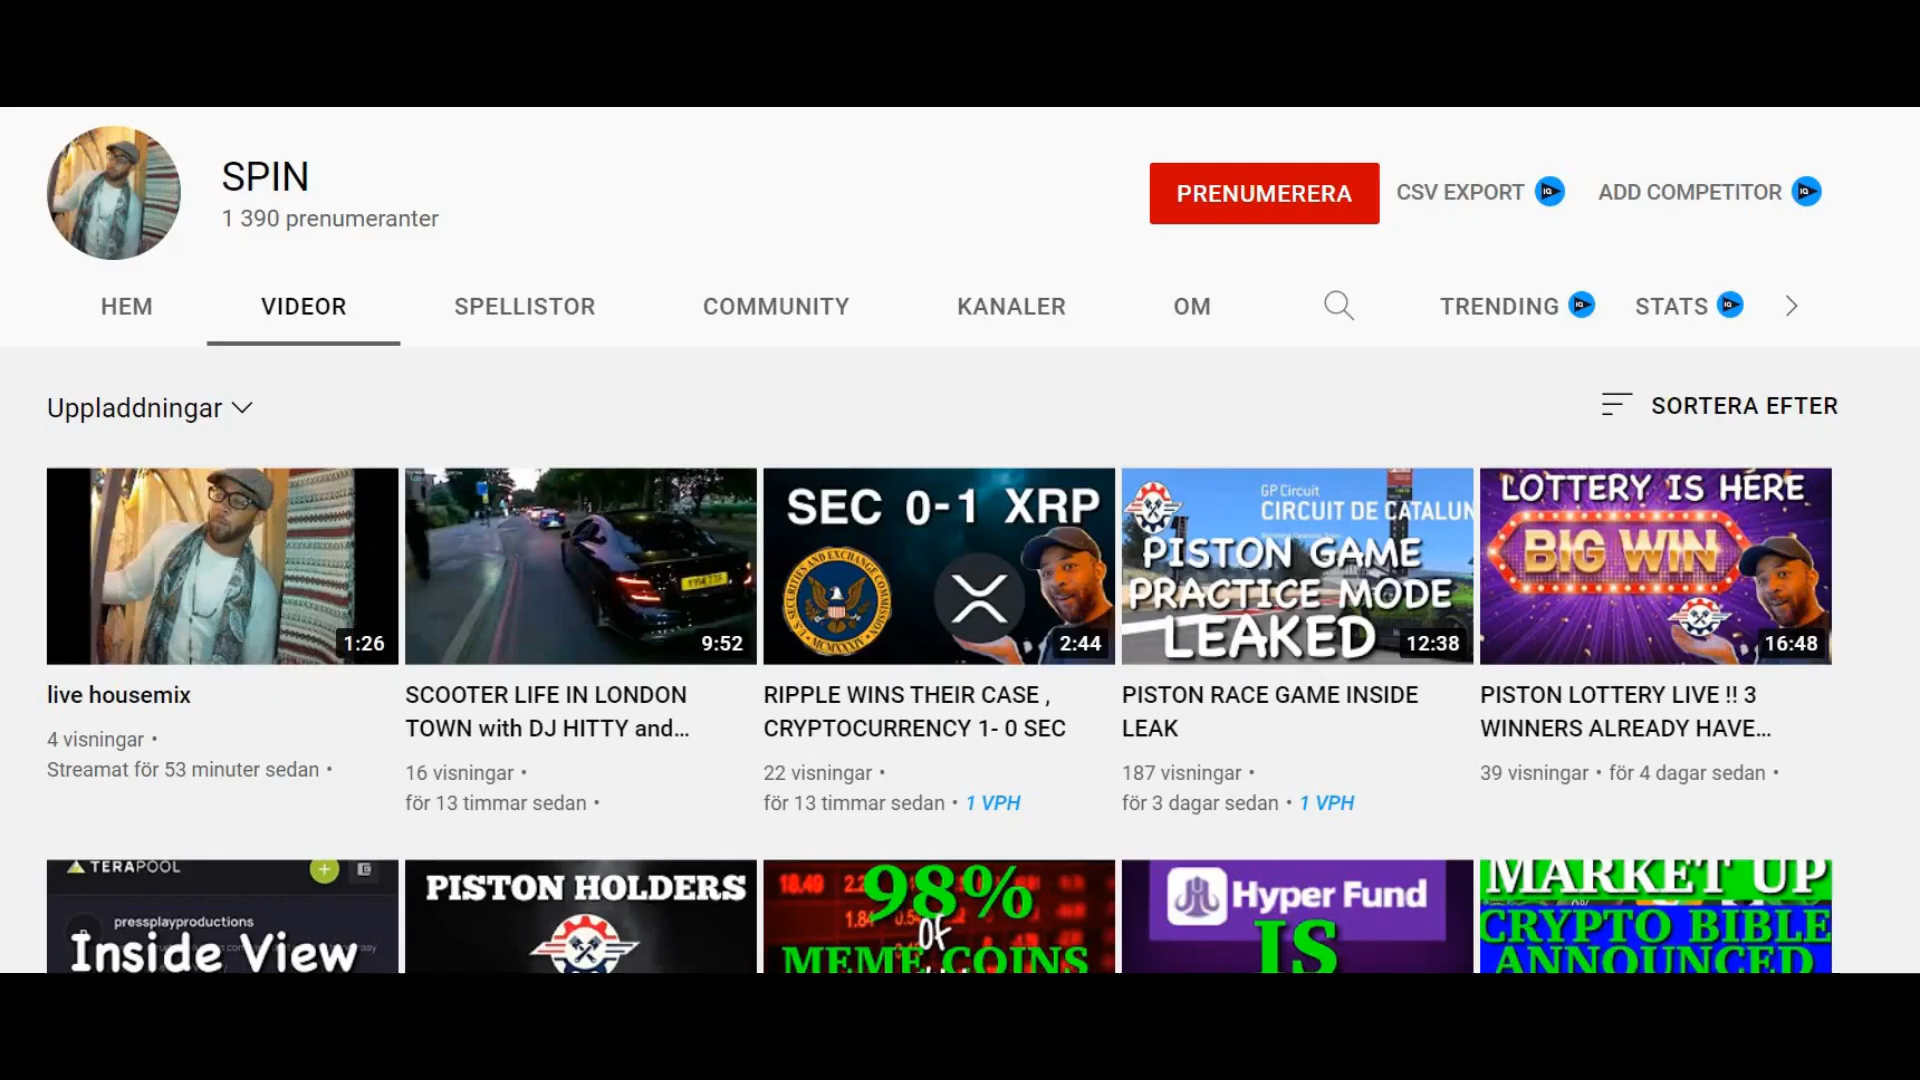 SPIN
1 390 prenumeranter
PRENUMERERA
CSV EXPORT
ADD COMPETITOR
HEM
VIDEOR
SPELLISTOR
COMMUNITY
KANALER
OM
TRENDING
STATS
Uppladdningar
SORTERA EFTER
1:26
live housemix
4 visningar •
Streamat för 53 minuter sedan •
9:52
SCOOTER LIFE IN LONDON
TOWN with DJ HITTY and...
16 visningar •
för 13 timmar sedan •
SEC 0-1 XRP
2:44
RIPPLE WINS THEIR CASE ,
CRYPTOCURRENCY 1- 0 SEC
22 visningar •
för 13 timmar sedan • 1 VPH
GP Circuit
CIRCUIT DE CATALUN
PISTON GAME
PRACTICE MODE
LEAKED
12:38
PISTON RACE GAME INSIDE
LEAK
187 visningar •
för 3 dagar sedan • 1 VPH
LOTTERY IS HERE
BIG WIN
16:48
PISTON LOTTERY LIVE !! 3
WINNERS ALREADY HAVE...
39 visningar • för 4 dagar sedan •
TERAPOOL
pressplayproductions
Inside View
PISTON HOLDERS
18.40
98%
OF
MEME COINS
Hyper Fund
IS
MARKET UP
CRYPTO BIBLE
ANNOUNCED